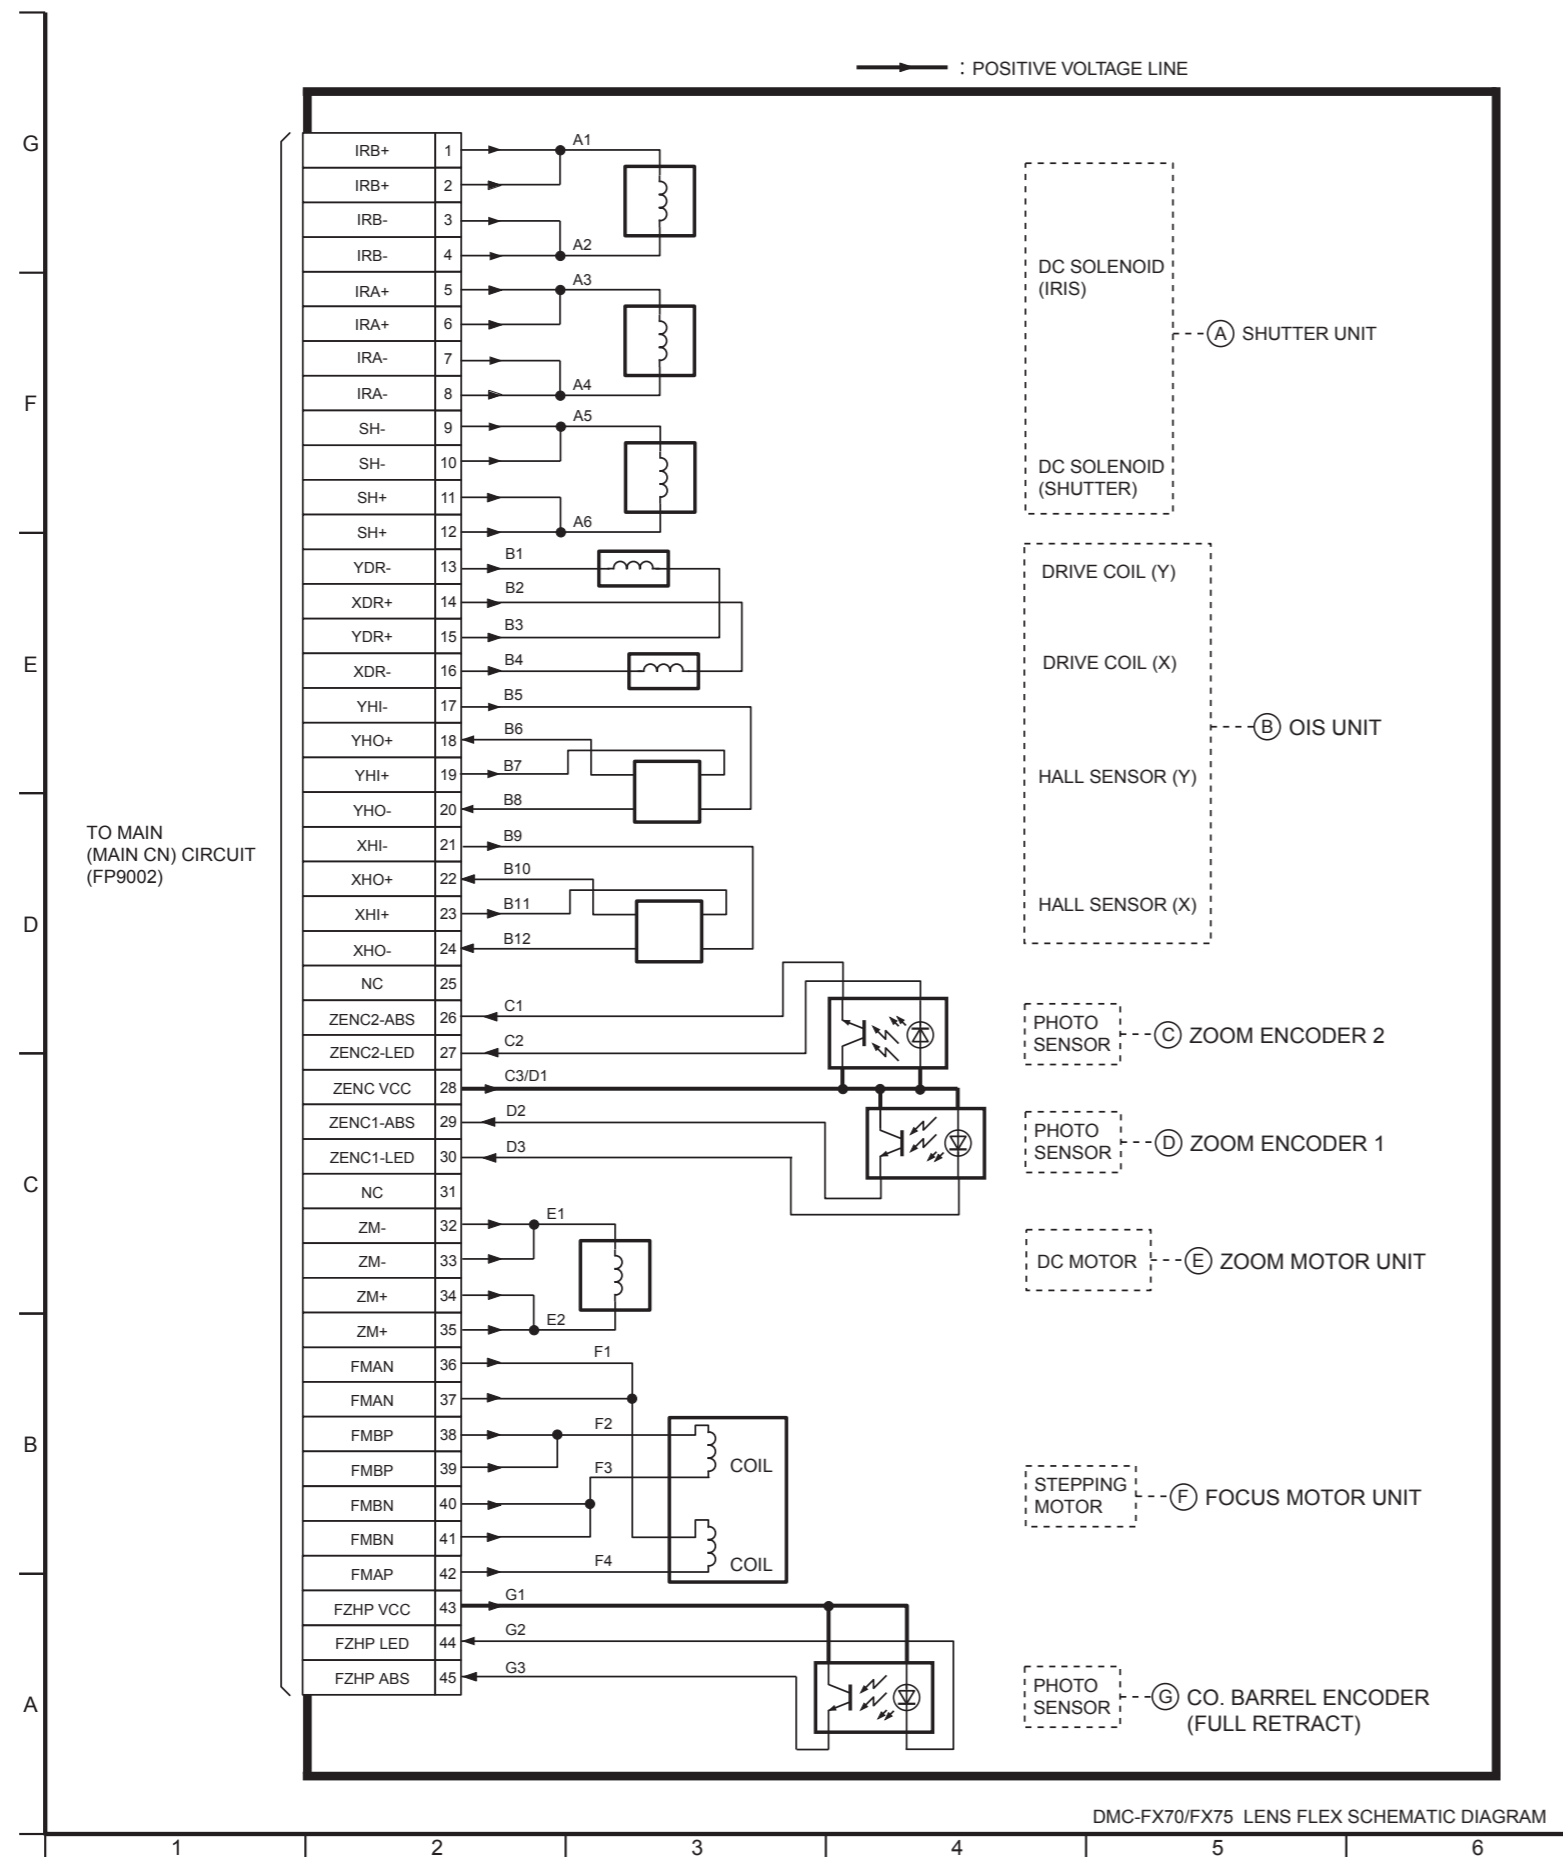 : POSITIVE VOLTAGE LINE
G
F
E
D
C
B
A
TO MAIN
(MAIN CN) CIRCUIT
(FP9002)
IRB+ 1 A1
IRB+ 2
IRB- 3
IRB- 4 A2
IRA+ 5 A3
IRA+ 6
IRA- 7
IRA- 8 A4
SH- 9 A5
SH- 10
SH+ 11
SH+ 12 A6
YDR- 13 B1
XDR+ 14 B2
YDR+ 15 B3
XDR- 16 B4
YHI- 17 B5
YHO+ 18 B6
YHI+ 19 B7
YHO- 20 B8
XHI- 21 B9
XHO+ 22 B10
XHI+ 23 B11
XHO- 24 B12
NC 25
ZENC2-ABS 26 C1
ZENC2-LED 27 C2
ZENC VCC 28 C3/D1
ZENC1-ABS 29 D2
ZENC1-LED 30 D3
NC 31
ZM- 32 E1
ZM- 33
ZM+ 34
ZM+ 35 E2
FMAN 36 F1
FMAN 37
FMBP 38 F2
FMBP 39
FMBN 40 F3
FMBN 41
FMAP 42 F4
COIL
COIL
FZHP VCC 43 G1
FZHP LED 44 G2
FZHP ABS 45 G3
DC SOLENOID
(IRIS)
DC SOLENOID
(SHUTTER)
A SHUTTER UNIT
DRIVE COIL (Y)
DRIVE COIL (X)
HALL SENSOR (Y)
HALL SENSOR (X)
B OIS UNIT
PHOTO
SENSOR
C ZOOM ENCODER 2
PHOTO
SENSOR
D ZOOM ENCODER 1
DC MOTOR
E ZOOM MOTOR UNIT
STEPPING
MOTOR
F FOCUS MOTOR UNIT
PHOTO
SENSOR
G CO. BARREL ENCODER
(FULL RETRACT)
DMC-FX70/FX75 LENS FLEX SCHEMATIC DIAGRAM
1 2 3 4 5 6